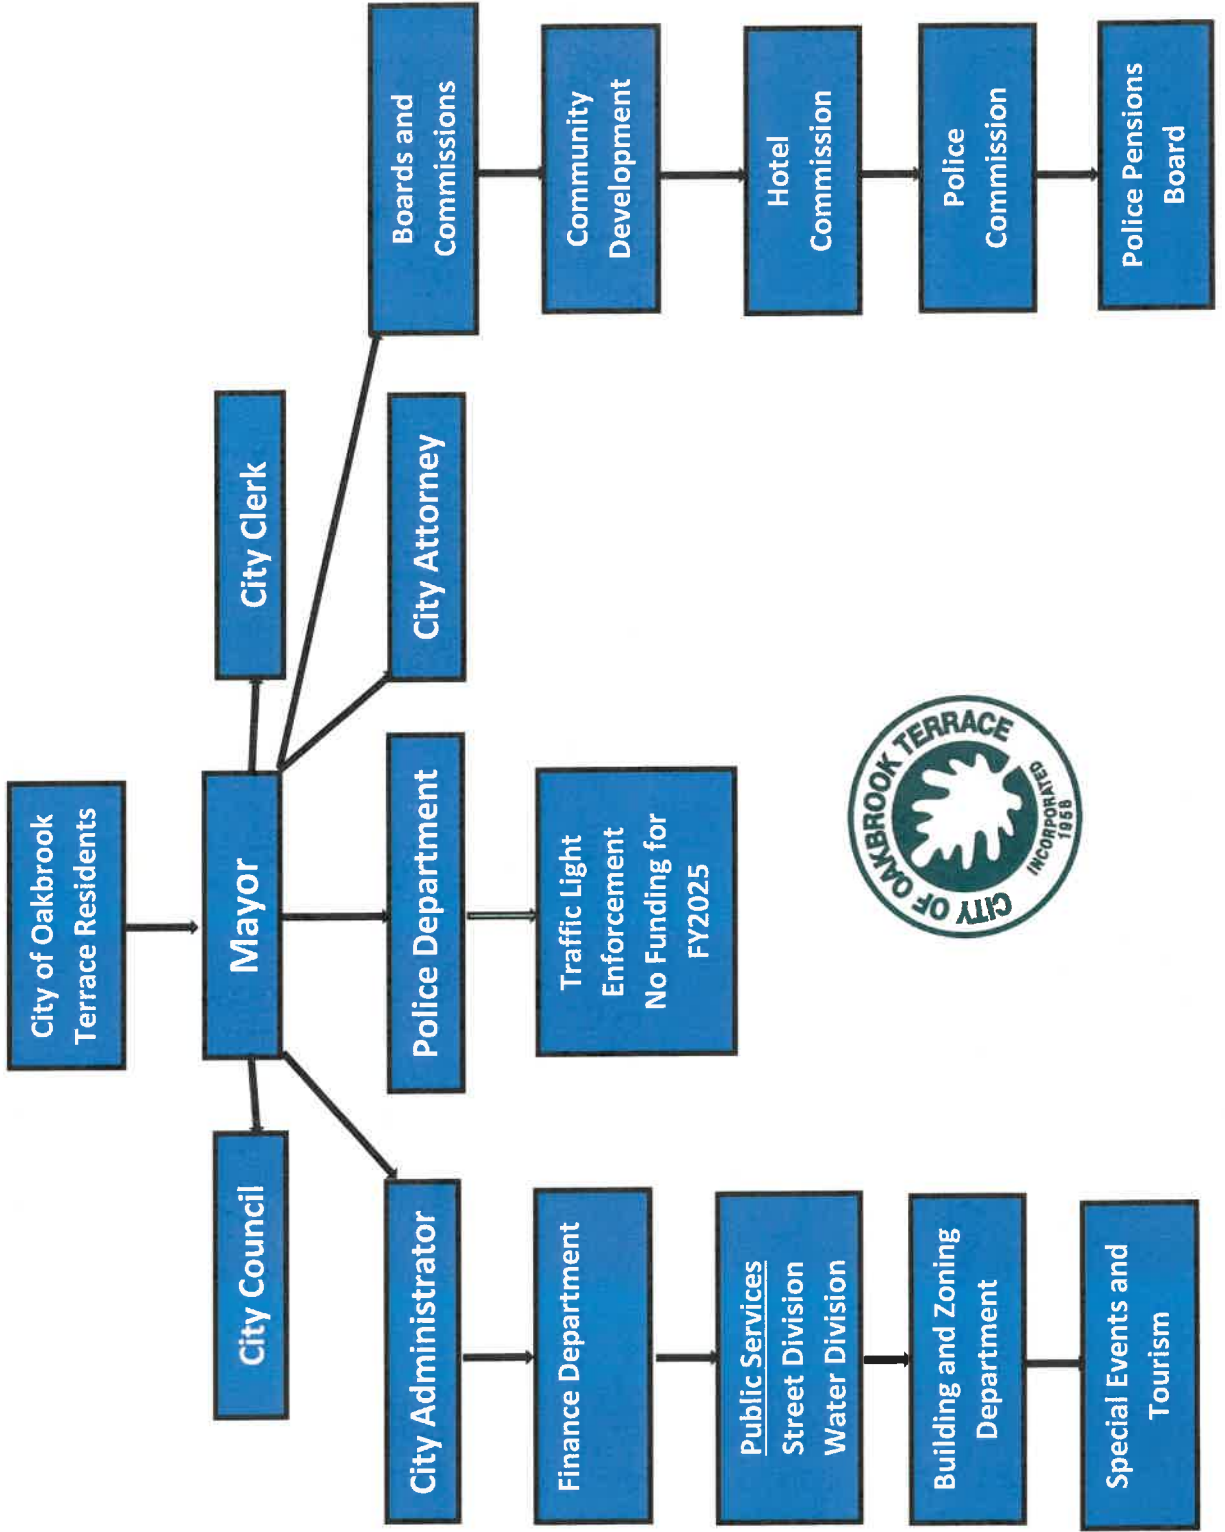 City of Oakbrook
Terrace Residents
Mayor
City Council
City Clerk
City Administrator
Police Department
City Attorney
Boards and
Commissions
Finance Department
Traffic Light
Enforcement
No Funding for
FY2025
Community
Development
Public Services
Street Division
Water Division
Hotel
Commission
Building and Zoning
Department
Police
Commission
Special Events and
Tourism
Police Pensions
Board
CITY OF OAKBROOK TERRACE
INCORPORATED
1958